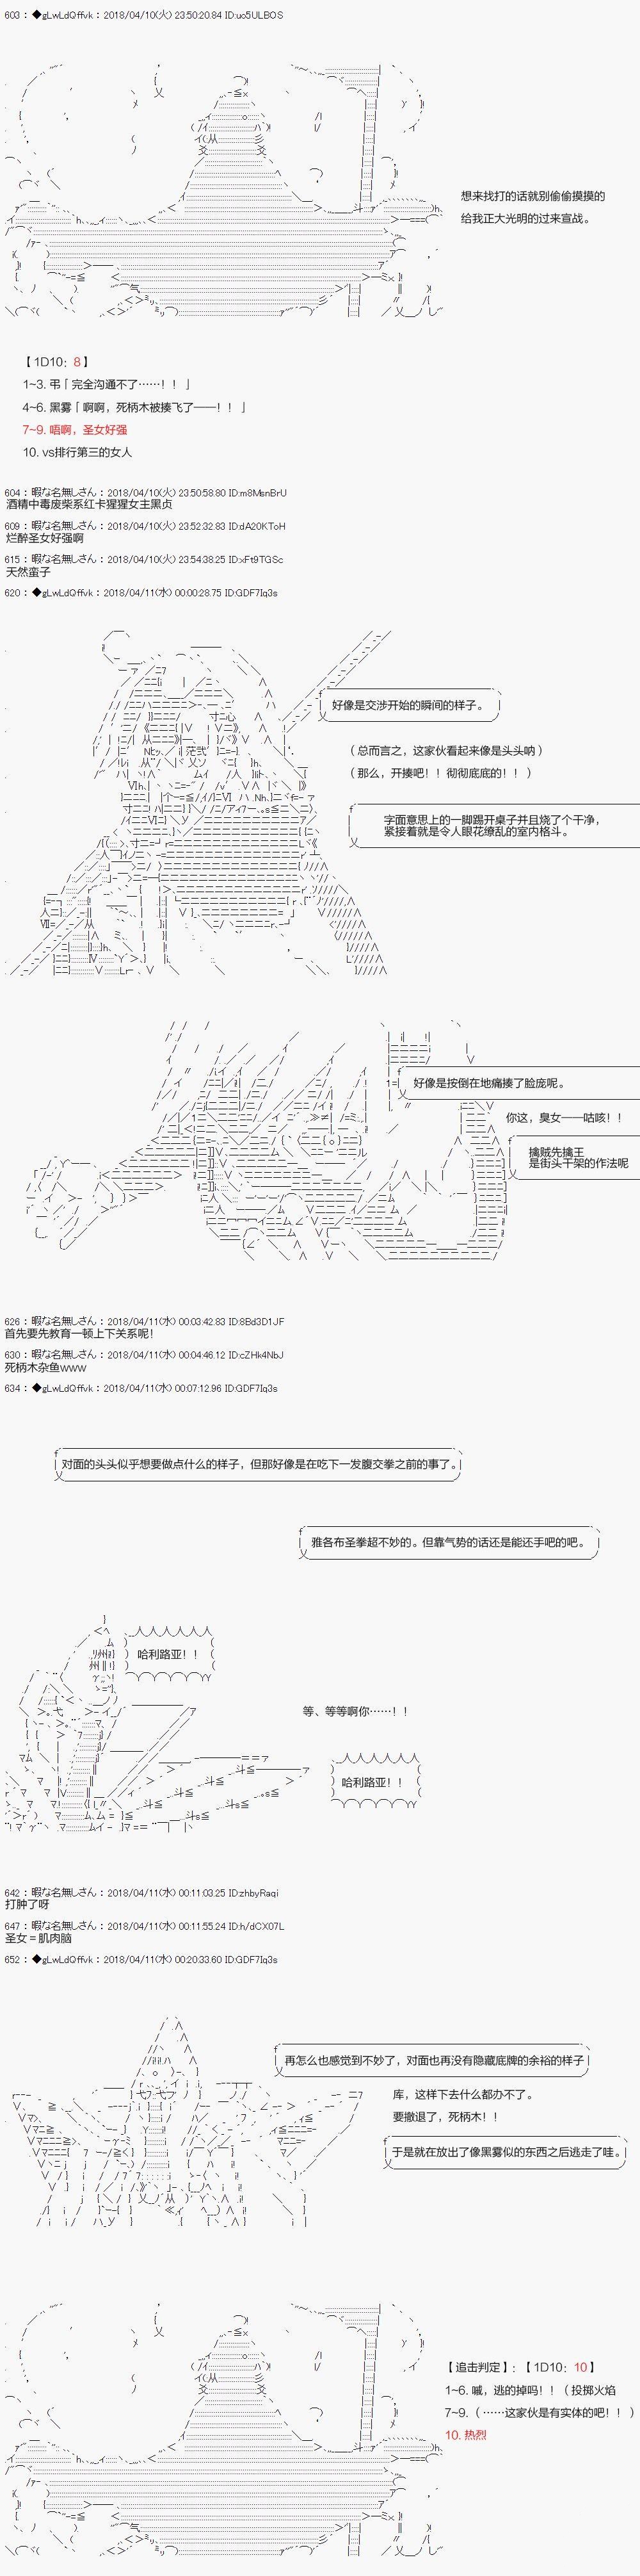 603: ◆gLwLdQffvk: 2018/04/10(火) 23:50:20.84 ID:uo5ULBOS
想来找打的话就别偷偷摸摸的
给我正大光明的过来宣战。
【1D10: 8】
1~3. 弔「完全沟通不了……！！」
4~6. 黑雾「啊啊，死柄木被揍飞了——！！」
7~9. 唔啊，圣女好强
10. vs排行第三的女人
604: 暇な名無しさん: 2018/04/10(火) 23:50:58.80 ID:m8MsnBrU
酒精中毒废柴系红卡猩猩女主黑贞
609: 暇な名無しさん: 2018/04/10(火) 23:52:32.83 ID:dA20KToH
烂醉圣女好强啊
615: 暇な名無しさん: 2018/04/10(火) 23:54:38.25 ID:xFt9TGSc
天然蛮子
620: ◆gLwLdQffvk: 2018/04/11(水) 00:00:28.75 ID:GDF7Iq3s
好像是交涉开始的瞬间的样子。
（总而言之，这家伙看起来像是头头呐）
（那么，开揍吧！！彻彻底底的！！）
字面意思上的一脚踢开桌子并且烧了个干净，
紧接着就是令人眼花缭乱的室内格斗。
好像是按倒在地痛揍了脸庞呢。
你这，臭女——咕咳！！
擒贼先擒王
是街头干架的作法呢
626: 暇な名無しさん: 2018/04/11(水) 00:03:42.83 ID:8Bd3D1JF
首先要先教育一顿上下关系呢！
630: 暇な名無しさん: 2018/04/11(水) 00:04:46.12 ID:cZHk4NbJ
死柄木杂鱼www
634: ◆gLwLdQffvk: 2018/04/11(水) 00:07:12.96 ID:GDF7Iq3s
对面的头头似乎想要做点什么的样子，但那好像是在吃下一发腹交拳之前的事了。
雅各布圣拳超不妙的。但靠气势的话还是能还手吧的吧。
哈利路亚！！
等、等等啊你……！！
哈利路亚！！
642: 暇な名無しさん: 2018/04/11(水) 00:11:03.25 ID:zhbyRaqi
打肿了呀
647: 暇な名無しさん: 2018/04/11(水) 00:11:55.24 ID:h/dCX07L
圣女＝肌肉脑
652: ◆gLwLdQffvk: 2018/04/11(水) 00:20:33.60 ID:GDF7Iq3s
再怎么也感觉到不妙了，对面也再没有隐藏底牌的余裕的样子
库，这样下去什么都办不了。
要撤退了，死柄木！！
于是就在放出了像黑雾似的东西之后逃走了哇。
【追击判定】:【1D10: 10】
1~6. 喊，逃的掉吗！！（投掷火焰
7~9.（……这家伙是有实体的吧！！）
10. 热烈